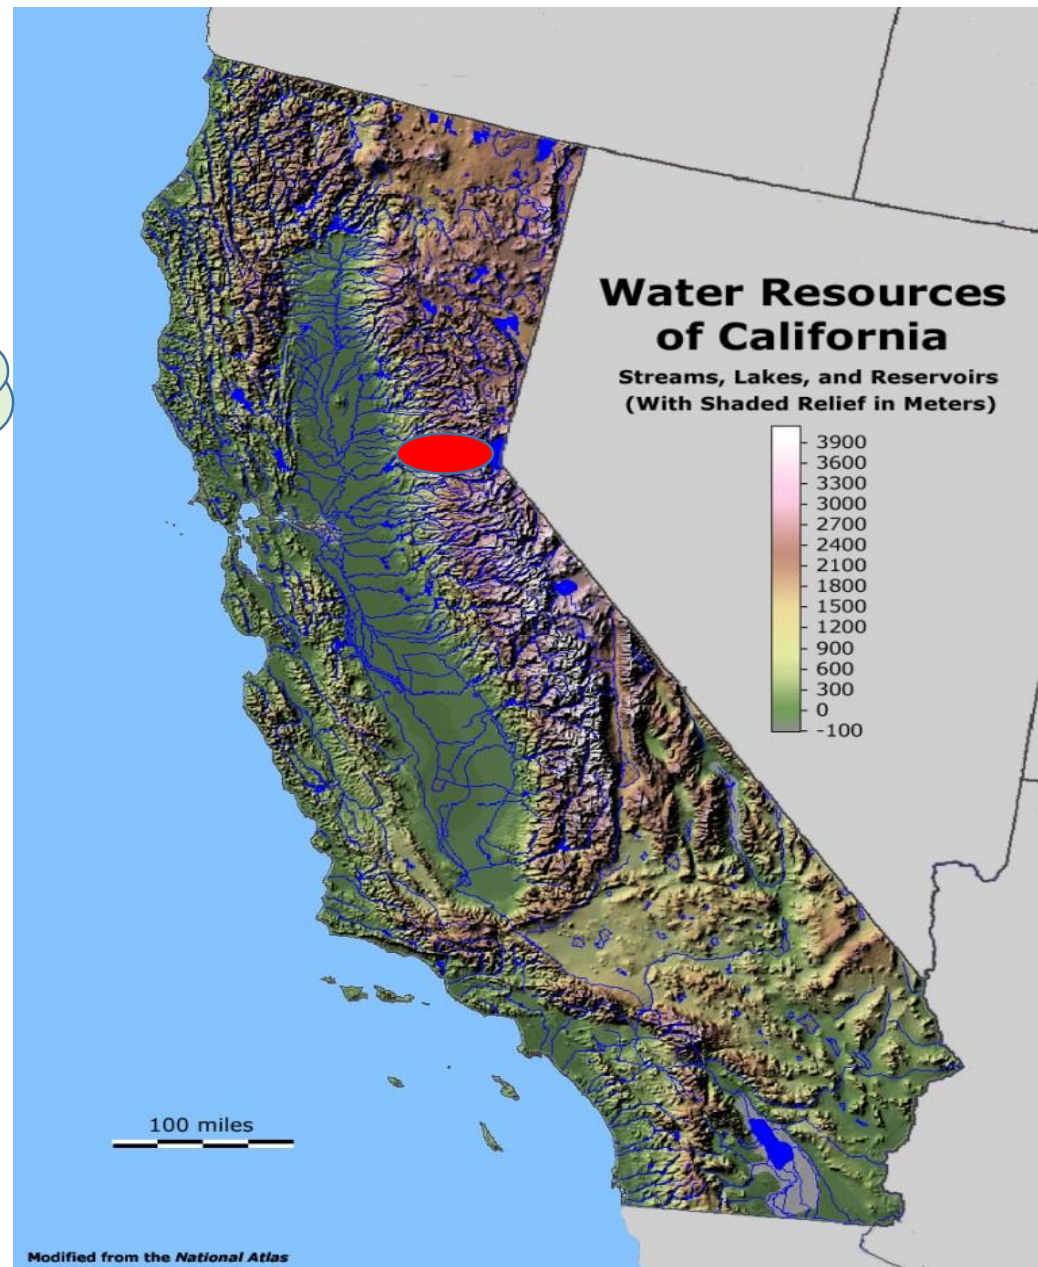 Water Resources
of California
Streams, Lakes, and Reservoirs
(With Shaded Relief in Meters)
3900
3600
3300
3000
2700
2400
2100
1800
1500
1200
900
600
300
0
-100
100 miles
Modified from the National Atlas